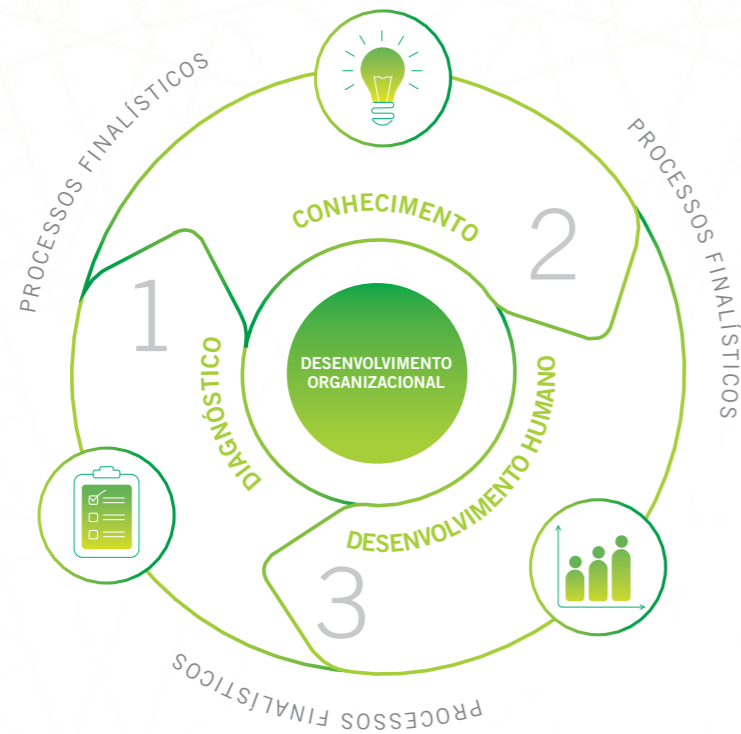 PROCESSOS FINALÍSTICOS
PROCESSOS FINALÍSTICOS
CONHECIMENTO
2
1
DESENVOLVIMENTO
ORGANIZACIONAL
DIAGNÓSTICO
DESENVOLVIMENTO HUMANO
3
PROCESSOS FINALÍSTICOS